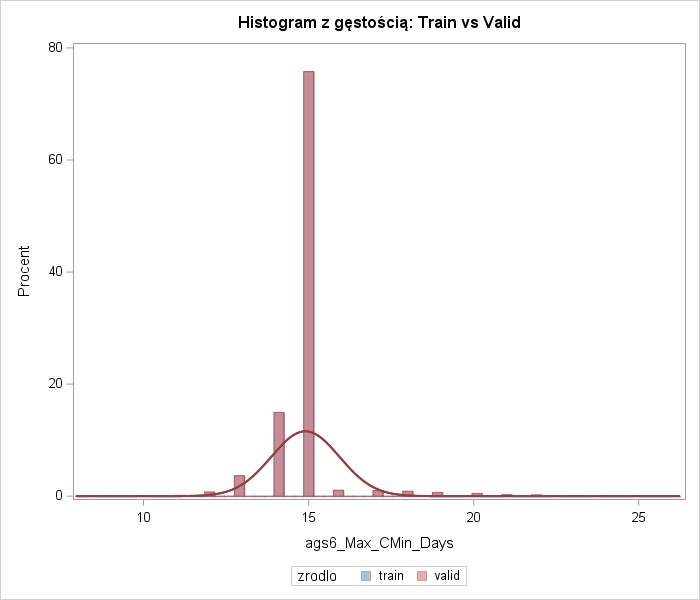 Histogram z gęstością: Train vs Valid
80
60
40
20
0
Procent
10 15 20 25
ags6_Max_CMin_Days
zrodlo train valid